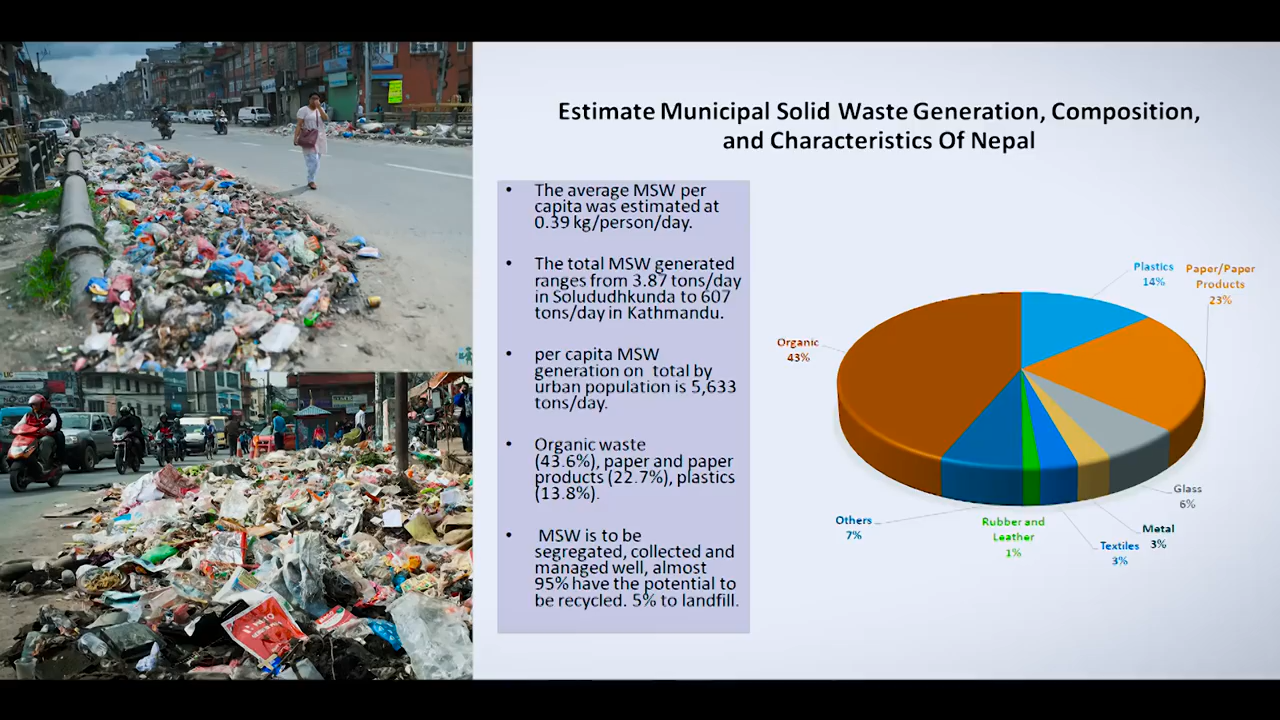 Estimate Municipal Solid Waste Generation, Composition,
and Characteristics Of Nepal
• The average MSW per
capita was estimated at
0.39 kg/person/day.
• The total MSW generated
ranges from 3.87 tons/day
in Solududhkunda to 607
tons/day in Kathmandu.
• per capita MSW
generation on total by
urban population is 5,633
tons/day.
• Organic waste
(43.6%), paper and paper
products (22.7%), plastics
(13.8%).
• MSW is to be
segregated, collected and
managed well, almost
95% have the potential to
be recycled. 5% to landfill.
Plastics
14%
Paper/Paper
Products
23%
Organic
43%
Glass
6%
Metal
3%
Textiles
3%
Rubber and
Leather
1%
Others
7%